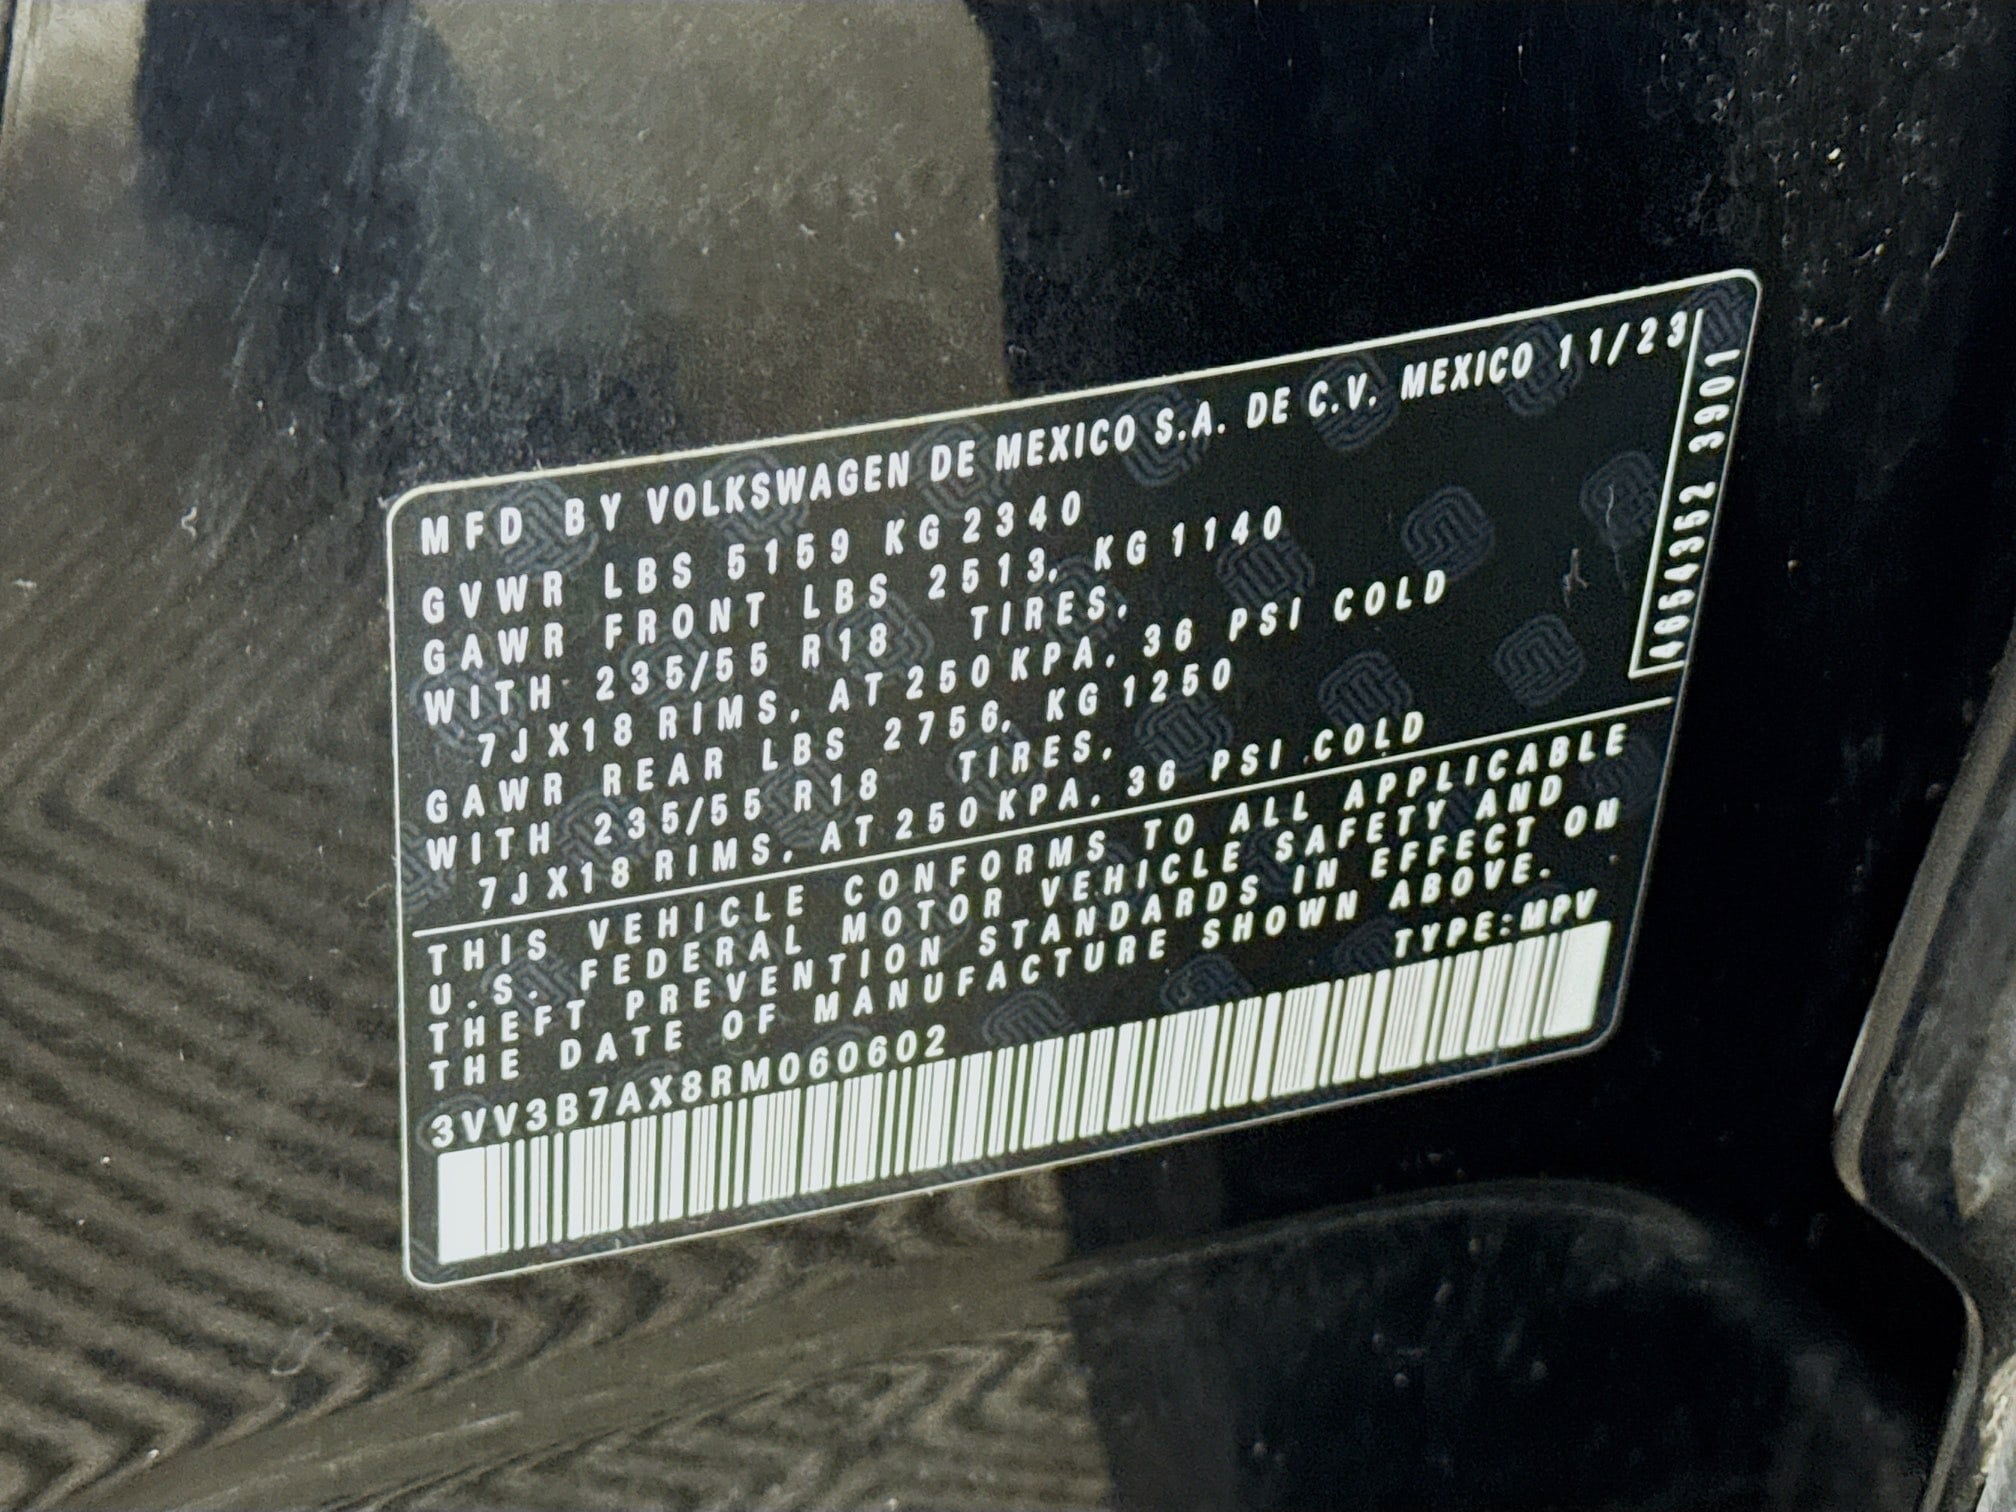 MFD BY VOLKSWAGEN DE MEXICO S.A. DE C.V. MEXICO 11/23
GVWR LBS 5159 KG 2340
GAWR FRONT LBS 2513, KG 1140
WITH 235/55 R18 TIRES,
7JX18 RIMS, AT 250 KPA, 36 PSI COLD
GAWR REAR LBS 2756, KG 1250
WITH 235/55 R18 TIRES,
7JX18 RIMS, AT 250 KPA, 36 PSI COLD
4654352 3901
THIS VEHICLE CONFORMS TO ALL APPLICABLE
U.S. FEDERAL MOTOR VEHICLE SAFETY AND
THEFT PREVENTION STANDARDS IN EFFECT ON
THE DATE OF MANUFACTURE SHOWN ABOVE.
TYPE:MPV
3VV3B7AX8RM060602